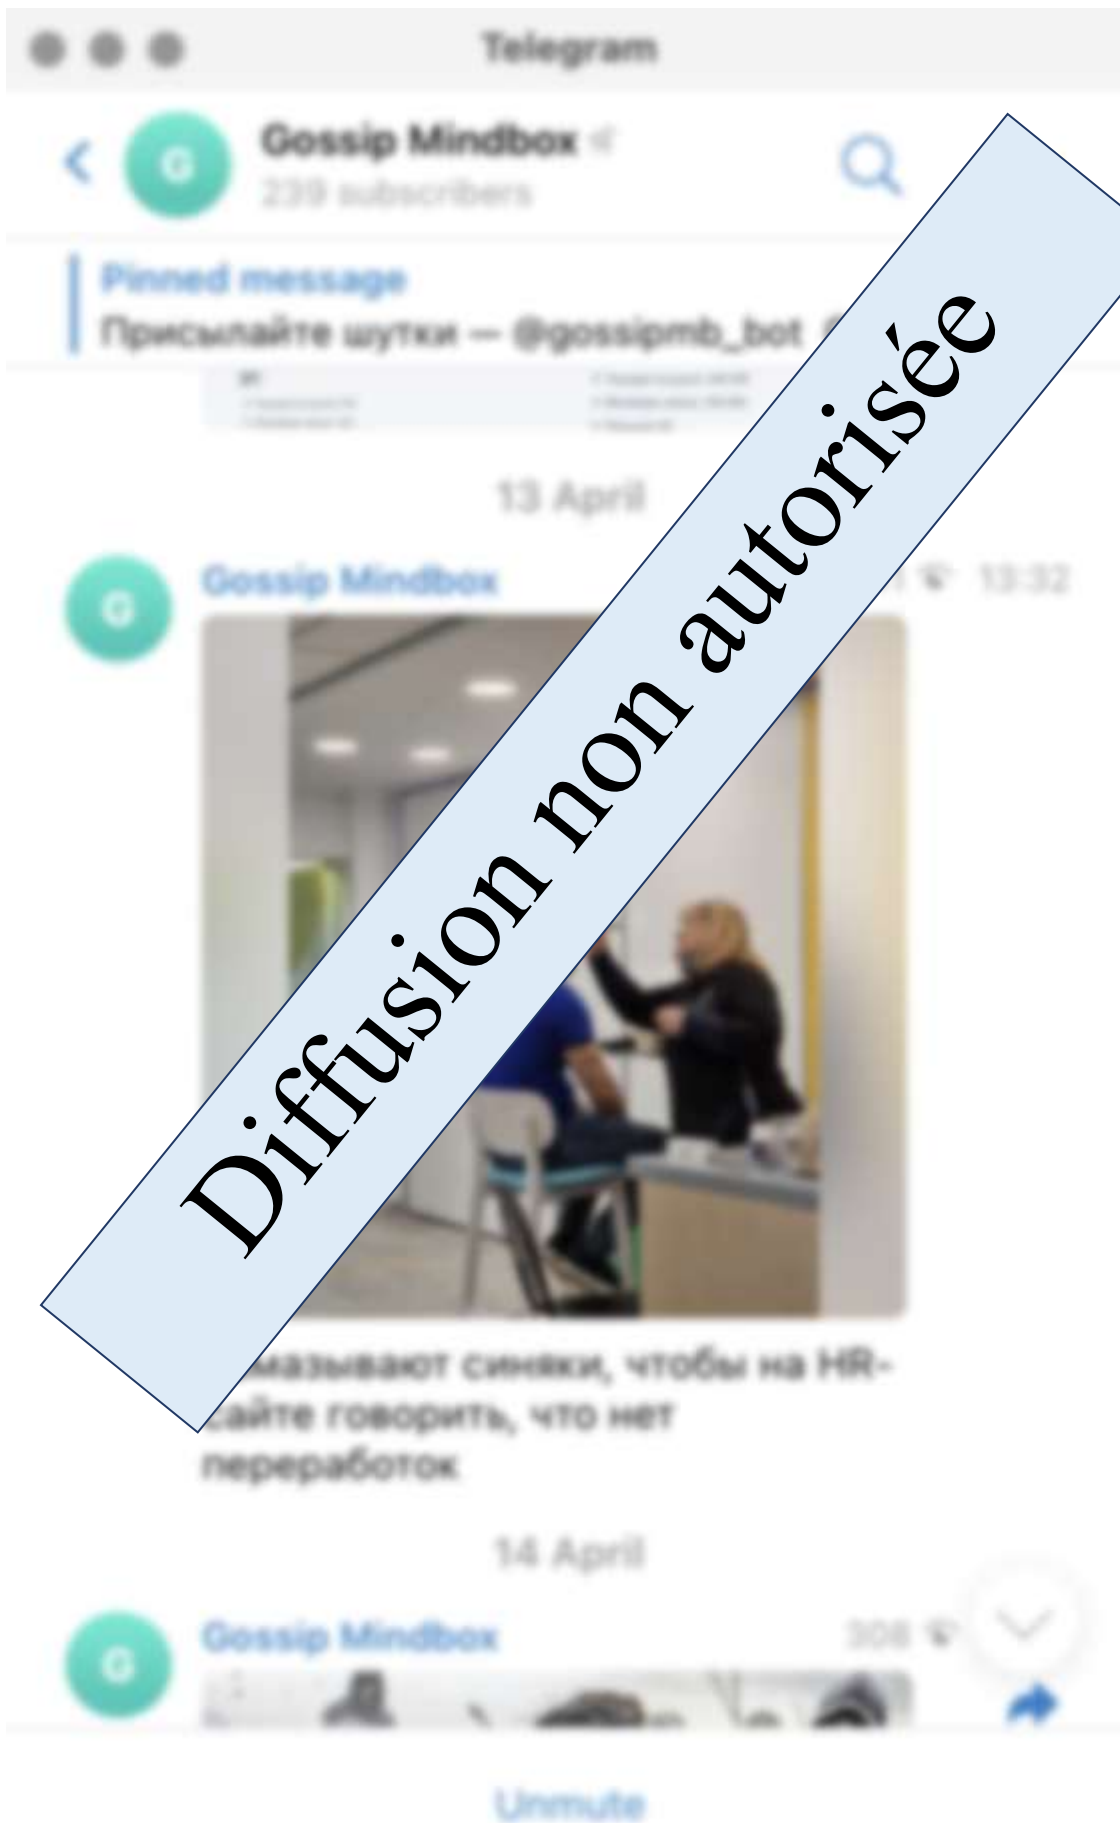 Telegram
G
Gossip Mindbox
239 subscribers
Pinned message
Присылайте шутки — @gossipmb_bot
13 April
G
Gossip Mindbox
13:32
Diffusion non autorisée
синяки, чтобы на HR-
сайте говорить, что нет
переработок
14 April
G
Gossip Mindbox
308
Unmute